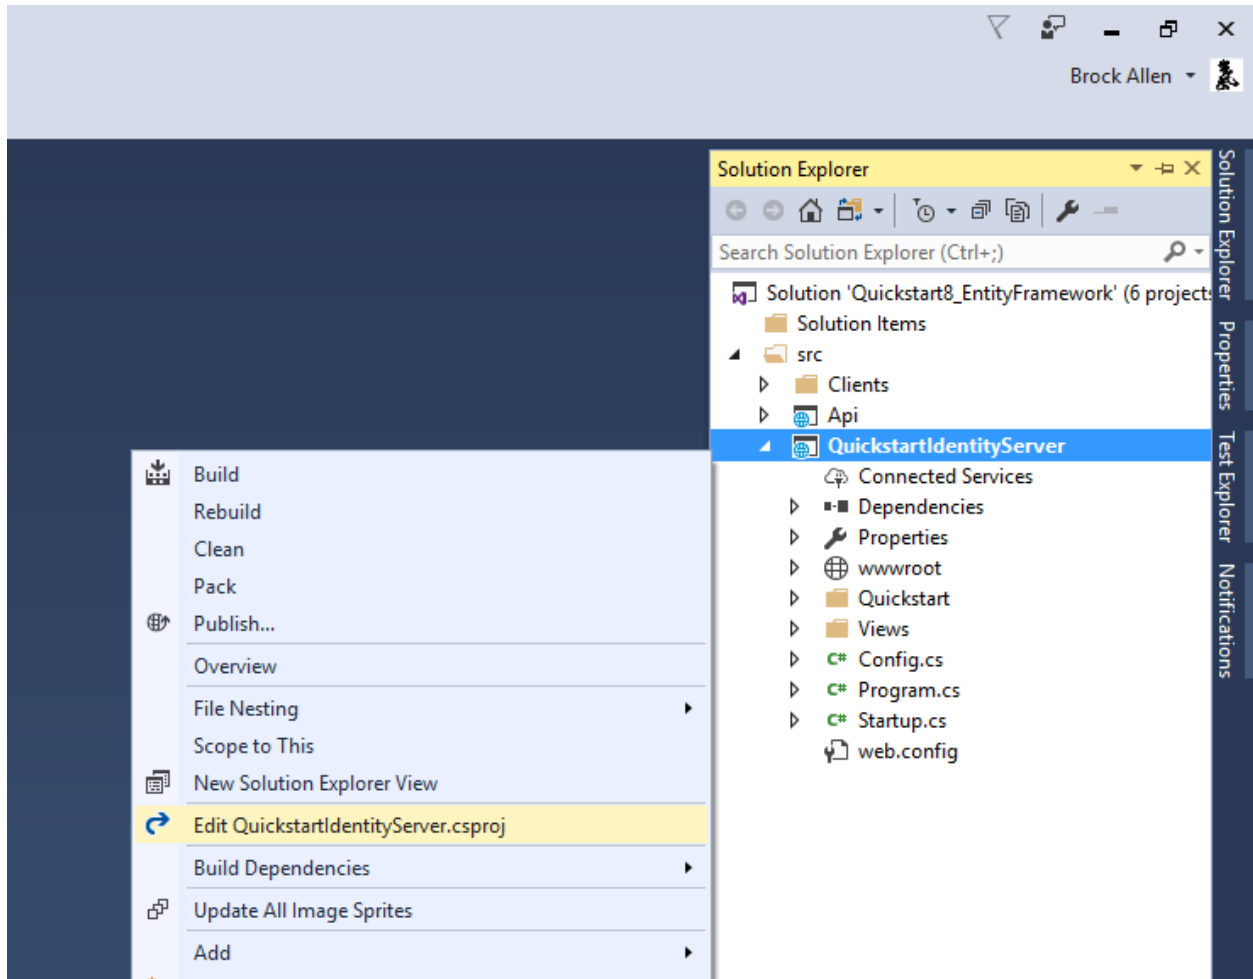 Brock Allen
Solution Explorer
Search Solution Explorer (Ctrl+;)
Solution 'Quickstart8_EntityFramework' (6 projects
Solution Items
src
Clients
Api
QuickstartIdentityServer
Connected Services
Dependencies
Properties
wwwroot
Quickstart
Views
C# Config.cs
C# Program.cs
C# Startup.cs
web.config
Build
Rebuild
Clean
Pack
Publish...
Overview
File Nesting
Scope to This
New Solution Explorer View
Edit QuickstartIdentityServer.csproj
Build Dependencies
Update All Image Sprites
Add
Solution Explorer
Properties
Test Explorer
Notifications